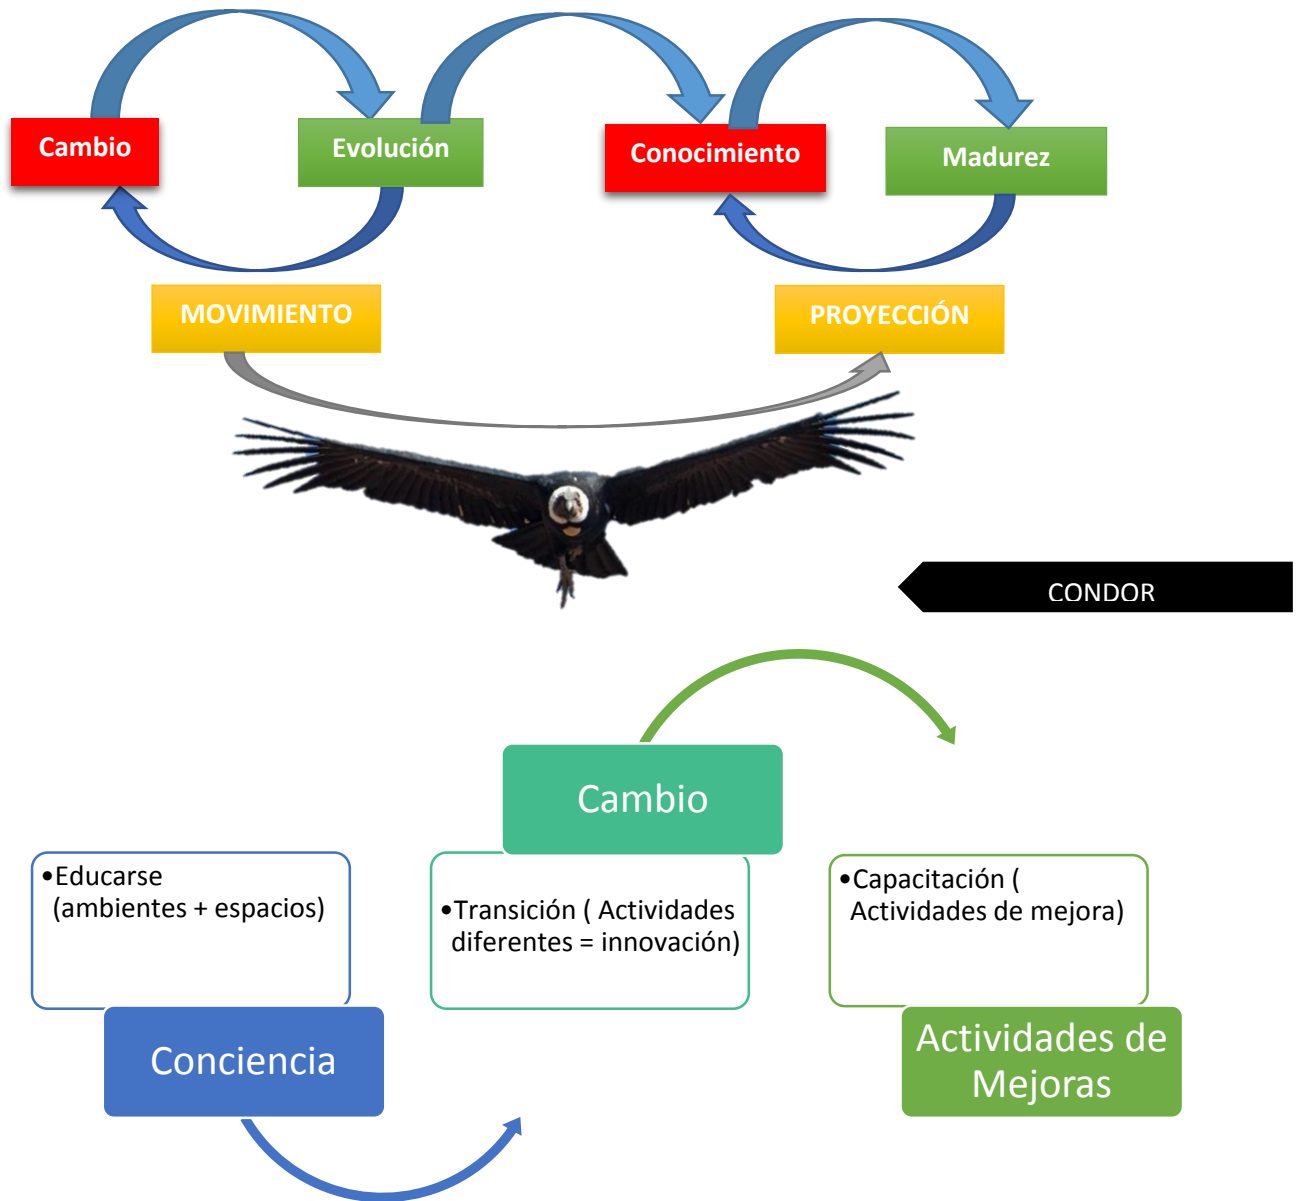 Cambio
Evolución
Conocimiento
Madurez
MOVIMIENTO
PROYECCIÓN
CONDOR
Cambio
•Educarse
(ambientes + espacios)
•Transición ( Actividades
diferentes = innovación)
•Capacitación (
Actividades de mejora)
Conciencia
Actividades de
Mejoras